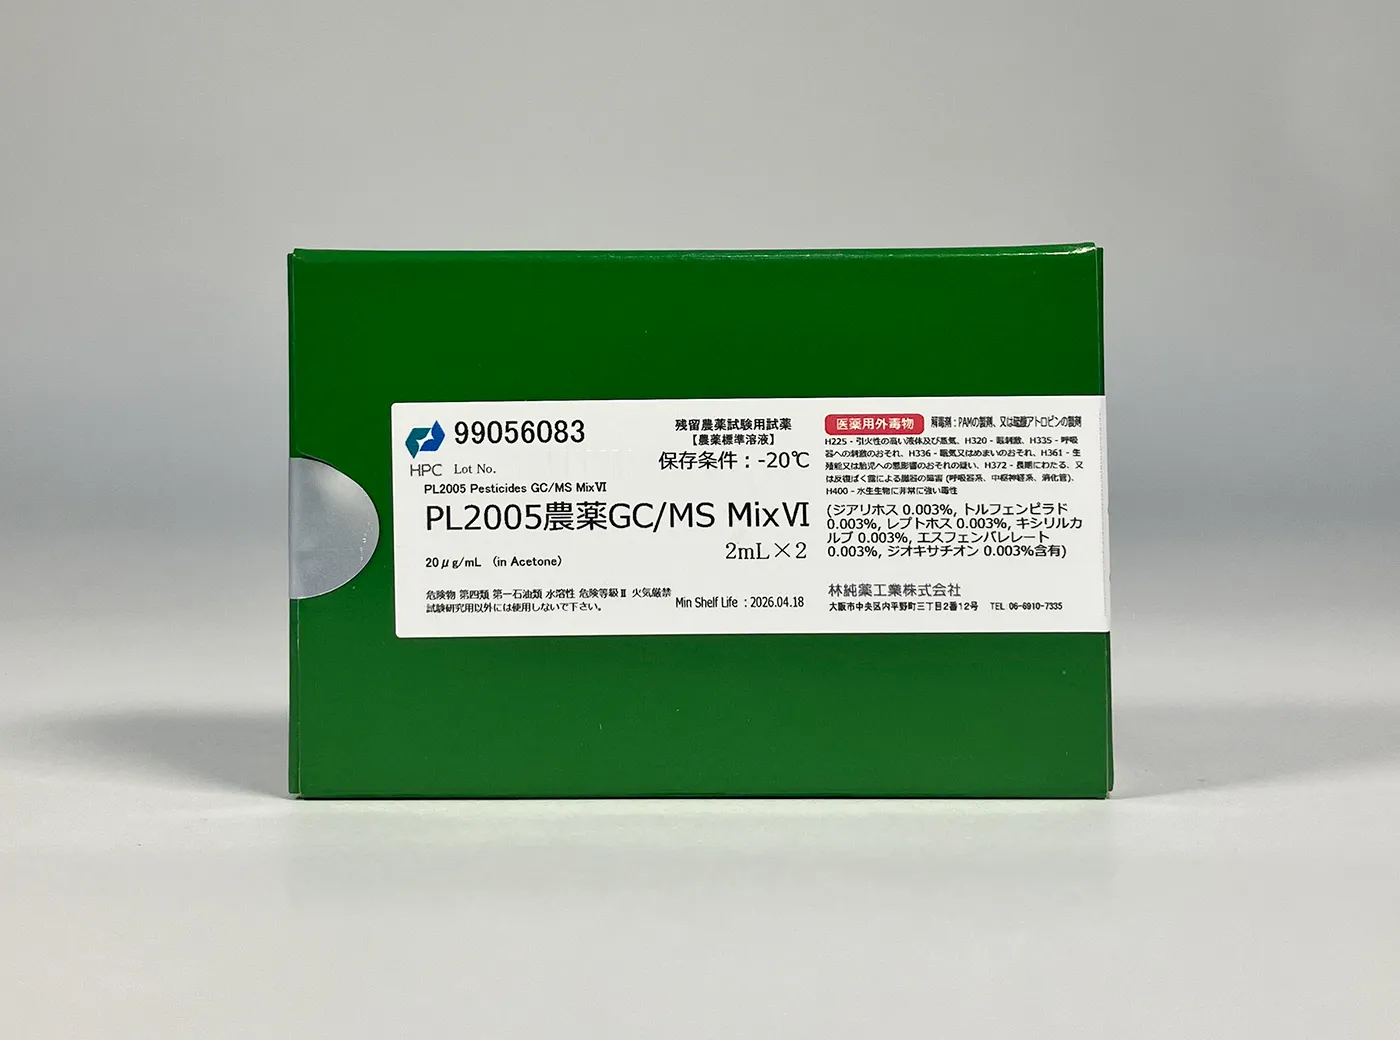 99056083
HPC Lot No.
残留農薬試験用試薬
【農薬標準溶液】
保存条件：-20℃
PL2005 Pesticides GC/MS MixⅥ
PL2005農薬GC/MS MixⅥ
2mL×2
20μg/mL (in Acetone)
危険物 第四類 第一石油類 水溶性 危険等級Ⅱ 火気厳禁
試験研究用以外には使用しないで下さい。
Min Shelf Life ：2026.04.18
医薬用外毒物
解毒剤：PAMの製剤、又は硫酸アトロピンの製剤
H225 - 引火性の高い液体及び蒸気、H320 - 眼刺激、H335 - 呼吸
器への刺激のおそれ、H336 - 眠気又はめまいのおそれ、H361 - 生
殖能又は胎児への悪影響のおそれの疑い、H372 - 長期にわたる、又
は反復ばく露による臓器の障害 (呼吸器系、中枢神経系、消化管)、
H400 - 水生生物に非常に強い毒性
(ジアリホス 0.003%, トルフェンピラド
0.003%, レプトホス 0.003%, キシリルカ
ルブ 0.003%, エスフェンバレレート
0.003%, ジオキサチオン 0.003%含有)
林純薬工業株式会社
大阪市中央区内平野町三丁目2番12号 TEL 06-6910-7335